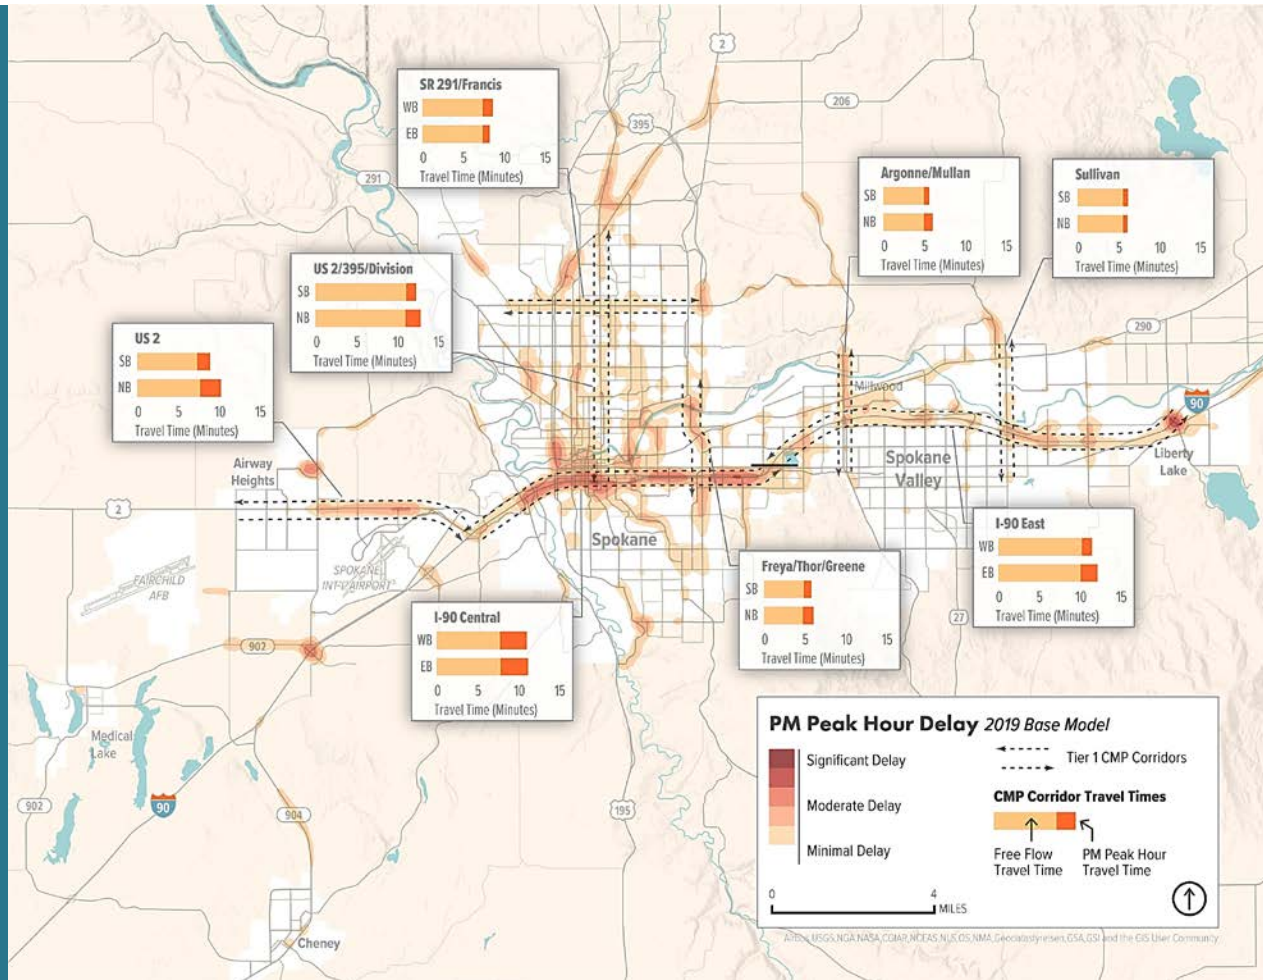 2
395
206
291
290
SR 291/Francis
WB
EB
0 5 10 15
Travel Time (Minutes)
Argonne/Mullan
SB
NB
0 5 10 15
Travel Time (Minutes)
Sullivan
SB
NB
0 5 10 15
Travel Time (Minutes)
US 2/395/Division
SB
NB
0 5 10 15
Travel Time (Minutes)
US 2
SB
NB
0 5 10 15
Travel Time (Minutes)
Millwood
90
Airway
Heights
Spokane
Valley
Liberty
Lake
2
Spokane
FAIRCHILD
AFB
SPOKANE
INT'L AIRPORT
I-90 East
WB
EB
0 5 10 15
Travel Time (Minutes)
Freya/Thor/Greene
SB
NB
0 5 10 15
Travel Time (Minutes)
I-90 Central
WB
EB
0 5 10 15
Travel Time (Minutes)
27
902
Medical
Lake
902
90
904
195
Cheney
PM Peak Hour Delay 2019 Base Model
Significant Delay
Moderate Delay
Minimal Delay
Tier 1 CMP Corridors
CMP Corridor Travel Times
Free Flow
Travel Time
PM Peak Hour
Travel Time
0 4
MILES